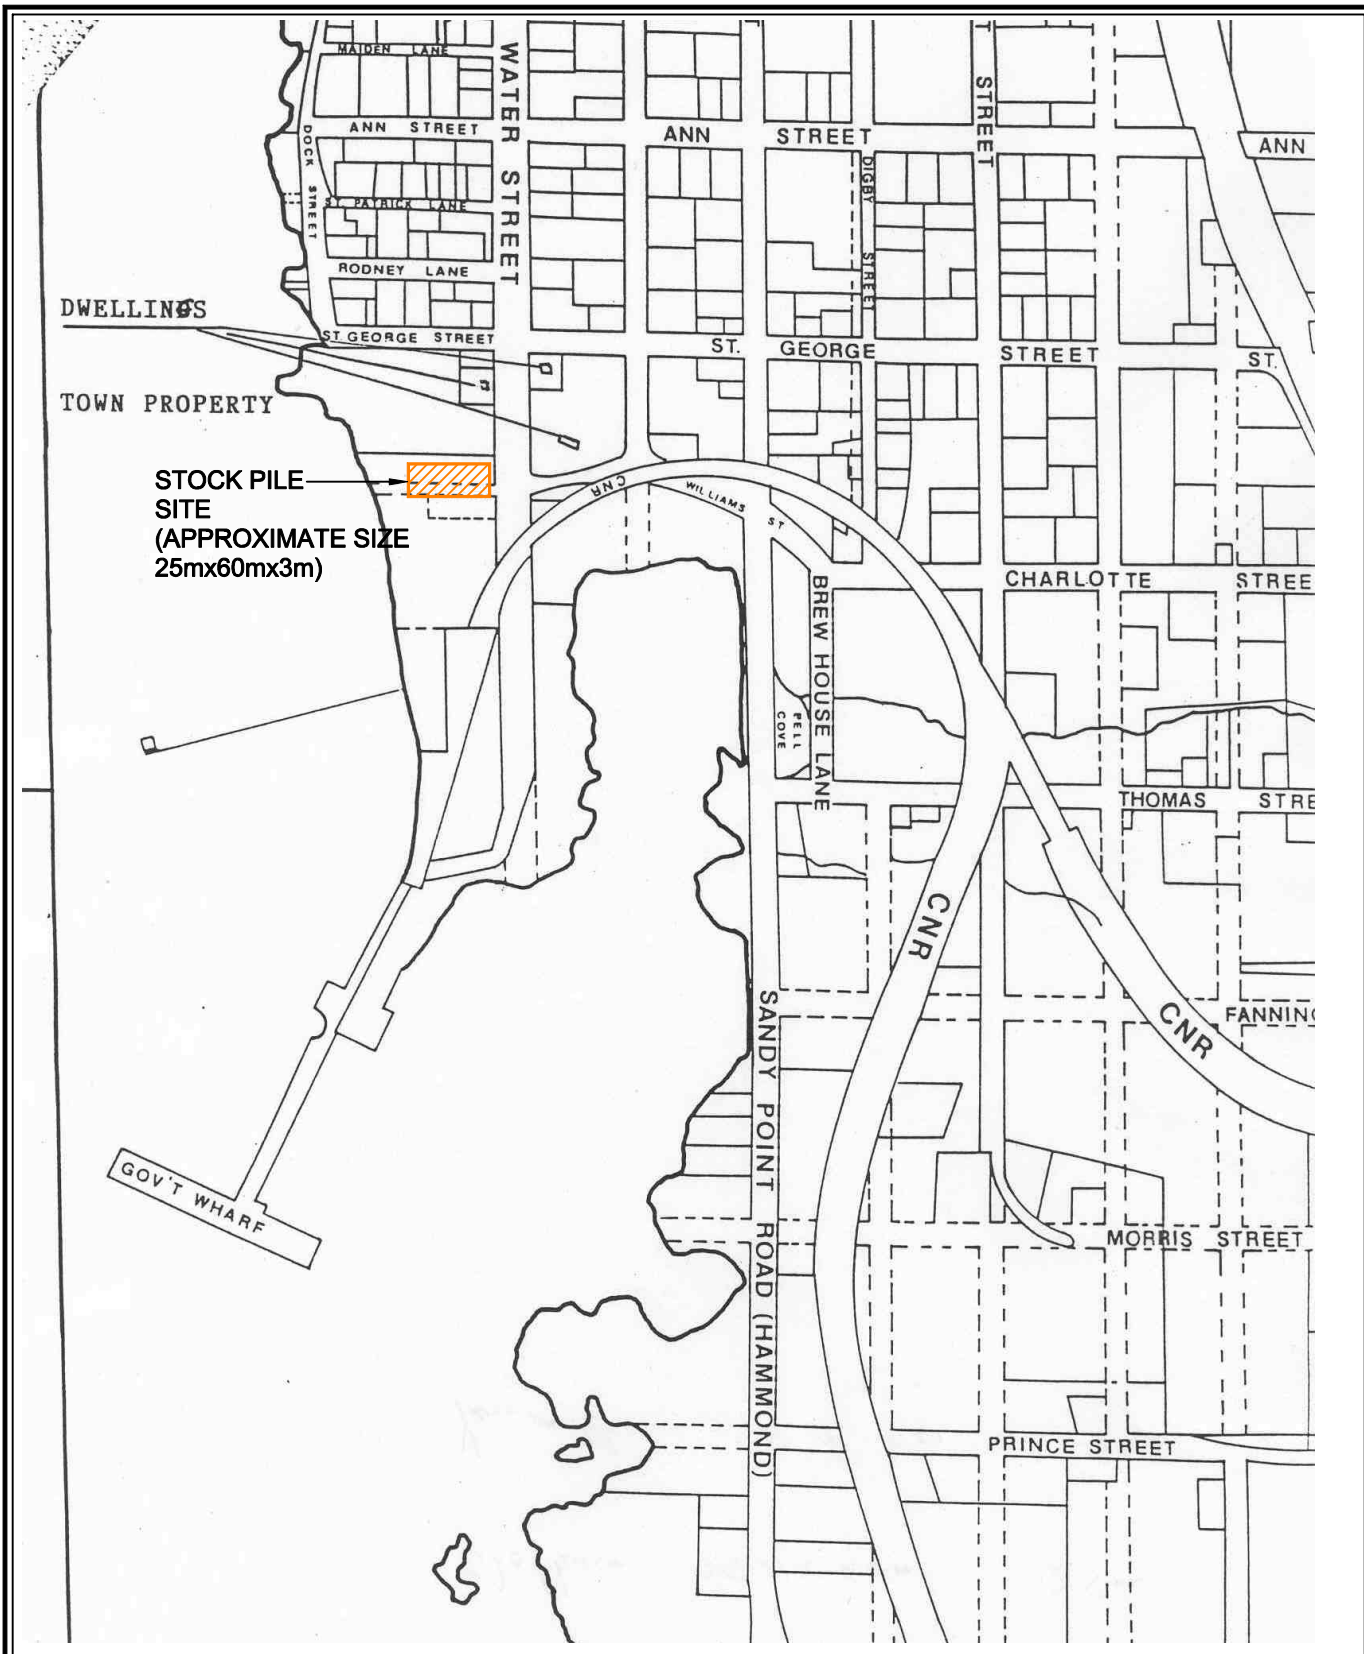 MAIDEN LANE
WATER STREET
STREET
ANN STREET
ANN STREET
ANN
DOCK STREET
DIGBY STREET
ST. PATRICK LANE
RODNEY LANE
DWELLINGS
ST. GEORGE STREET
ST. GEORGE STREET
ST.
TOWN PROPERTY
STOCK PILE
SITE
(APPROXIMATE SIZE
25mx60mx3m)
CNR
WILLIAMS ST
CHARLOTTE STREE
BREW HOUSE LANE
PELL
COVE
THOMAS STRE
CNR
CNR
SANDY POINT ROAD (HAMMOND)
FANNING
GOV'T WHARF
MORRIS STREET
PRINCE STREET